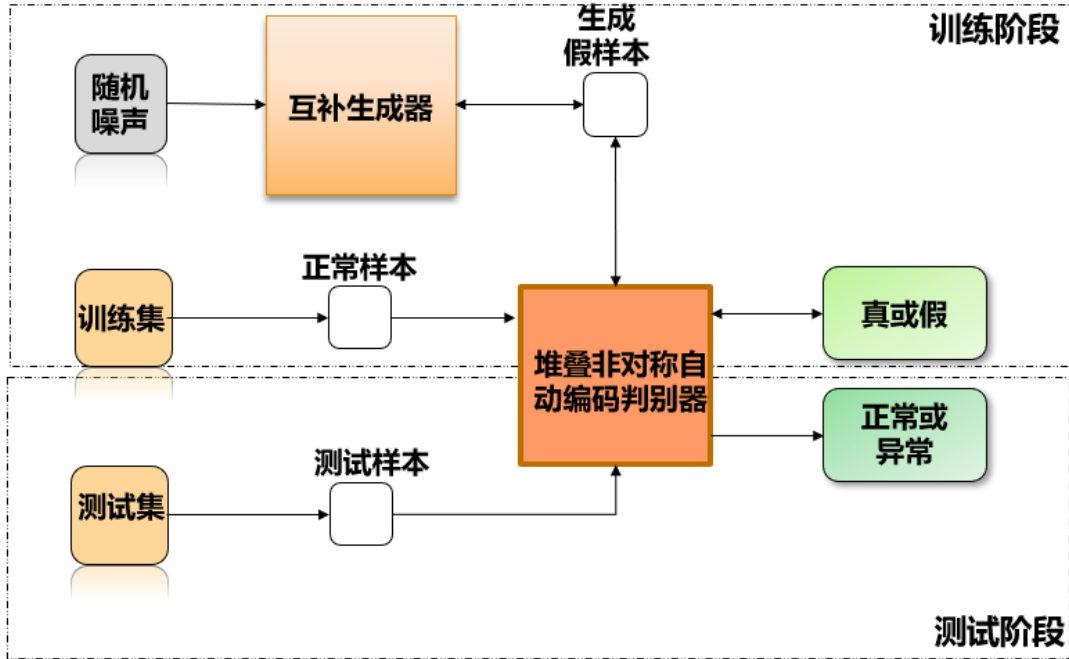 训练阶段
生成
假样本
随机
噪声
互补生成器
正常样本
训练集
真或假
堆叠非对称自
动编码判别器
正常或
异常
测试样本
测试集
测试阶段